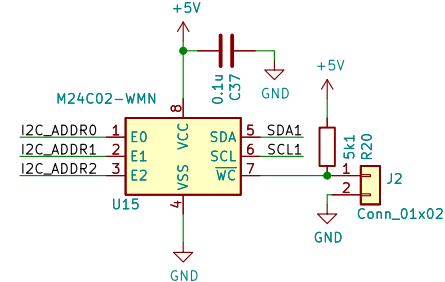 +5V
0.1u
C37
GND
+5V
M24C02-WMN
8
VCC
I2C_ADDR0 1 E0
I2C_ADDR1 2 E1
I2C_ADDR2 3 E2
SDA 5 SDA1
SCL 6 SCL1
WC 7
VSS
4
U15
GND
5k1
R20
1
2
J2
Conn_01x02
GND